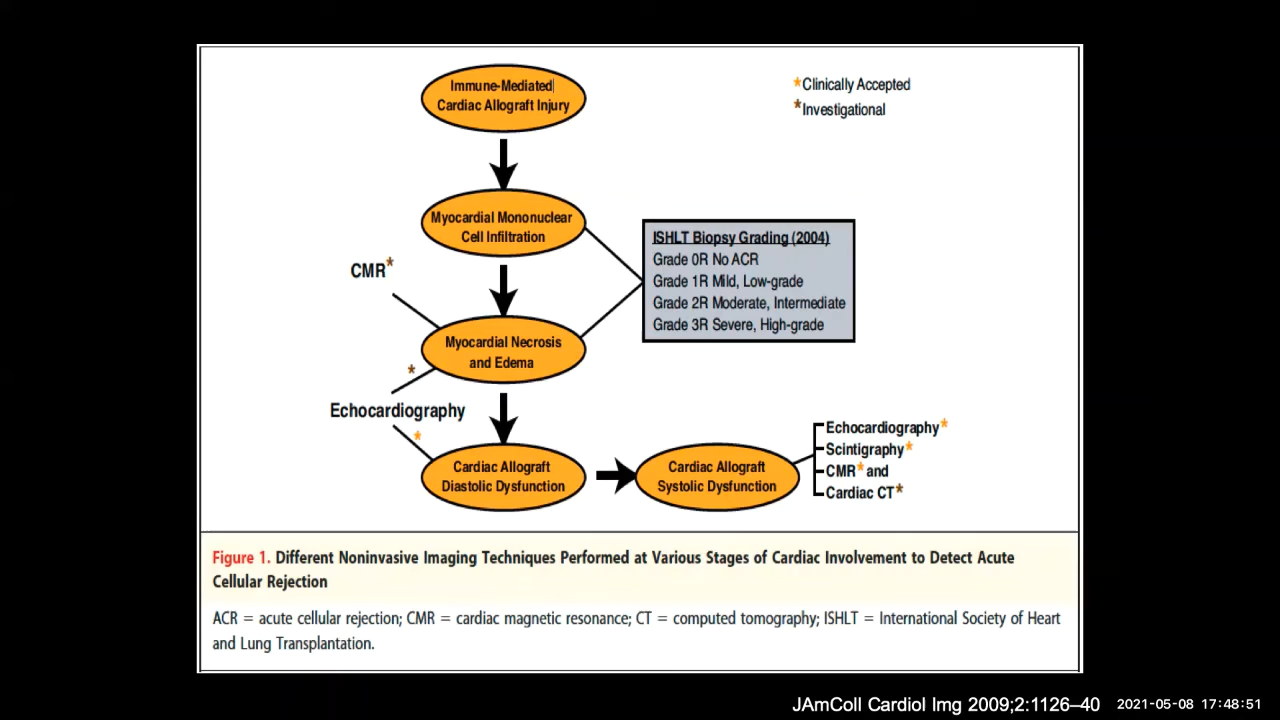 Immune-Mediated
Cardiac Allograft Injury
*Clinically Accepted
*Investigational
Myocardial Mononuclear
Cell Infiltration
ISHLT Biopsy Grading (2004)
Grade 0R No ACR
Grade 1R Mild, Low-grade
Grade 2R Moderate, Intermediate
Grade 3R Severe, High-grade
CMR*
Myocardial Necrosis
and Edema
*
Echocardiography
*
Cardiac Allograft
Diastolic Dysfunction
Cardiac Allograft
Systolic Dysfunction
Echocardiography*
Scintigraphy*
CMR* and
Cardiac CT*
Figure 1. Different Noninvasive Imaging Techniques Performed at Various Stages of Cardiac Involvement to Detect Acute
Cellular Rejection
ACR = acute cellular rejection; CMR = cardiac magnetic resonance; CT = computed tomography; ISHLT = International Society of Heart
and Lung Transplantation.
JAmColl Cardiol Img 2009;2:1126–40
2021-05-08 17:48:51